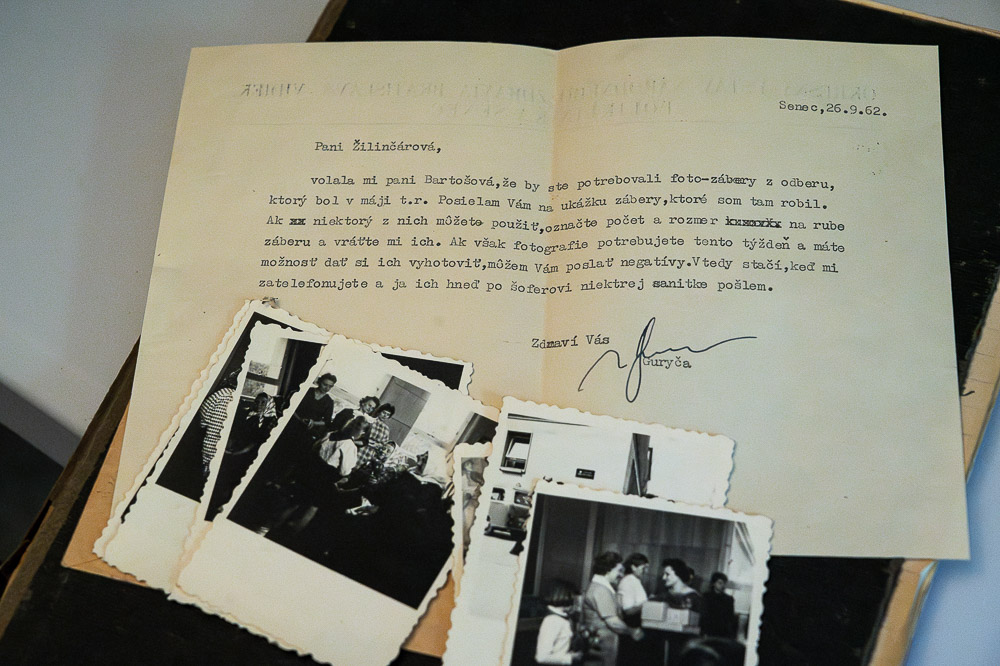 Senec,26.9.62.
Pani Žilinčárová,
volala mi pani Bartošová,že by ste potrebovali foto-zábery z odberu,
ktorý bol v máji t.r. Posielam Vám na ukážku zábery,ktoré som tam robil.
Ak niektorý z nich môžete použiť,označte počet a rozmer na rube
záberu a vráťte mi ich. Ak však fotografie potrebujete tento týždeň a máte
možnosť dať si ich vyhotoviť,môžem Vám poslať negatívy.Vtedy stačí,keď mi
zatelefonujete a ja ich hneď po šoferovi niektrej sanitke pošlem.
Zdraví Vás
Guryča